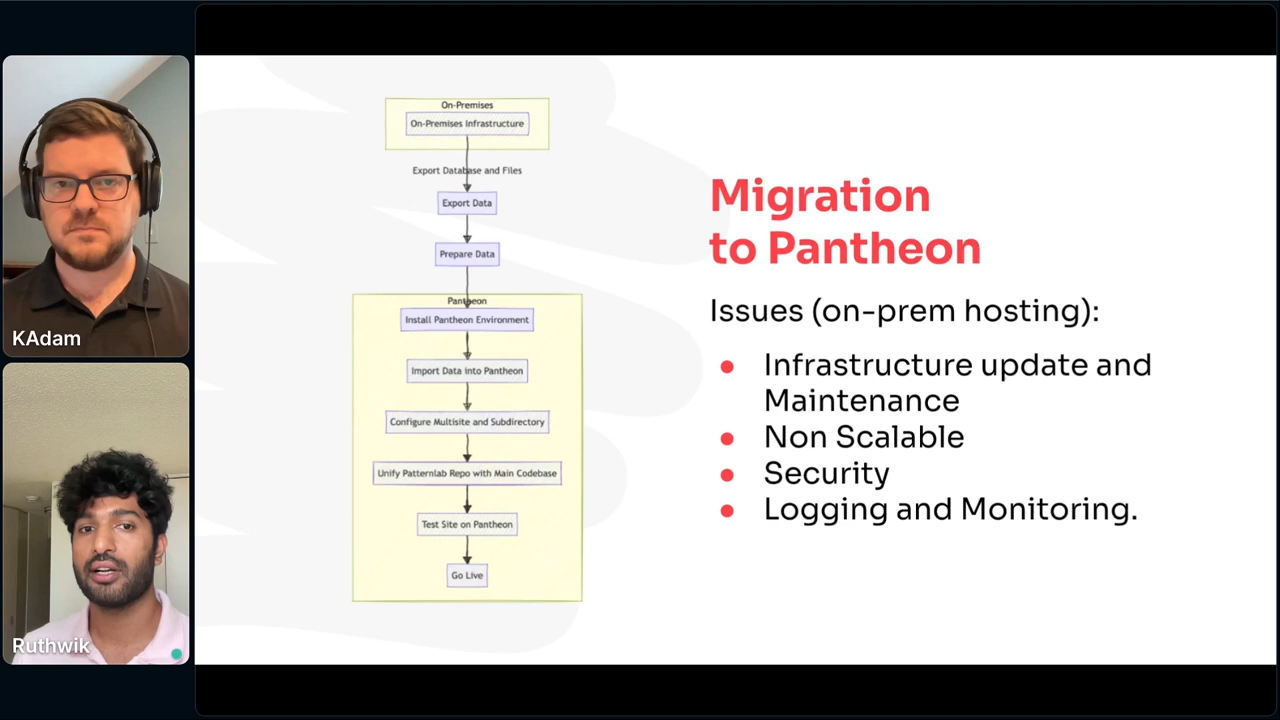 KAdam
Ruthwik
On-Premises
On-Premises Infrastructure
Export Database and Files
Export Data
Prepare Data
Pantheon
Install Pantheon Environment
Import Data into Pantheon
Configure Multisite and Subdirectory
Unify Patternlab Repo with Main Codebase
Test Site on Pantheon
Go Live
Migration
to Pantheon
Issues (on-prem hosting):
● Infrastructure update and
Maintenance
● Non Scalable
● Security
● Logging and Monitoring.